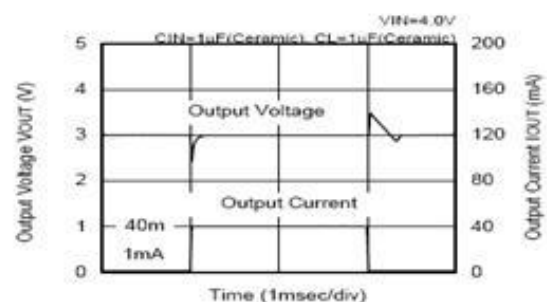 VIN=4.0V
CIN=1uF(Ceramic), CL=1uF(Ceramic)
5 200
4 160
Output Voltage
3 120
2 80
Output Current
1 40m 40
1mA
0 0
Output Voltage VOUT (V)
Output Current IOUT (mA)
Time (1msec/div)